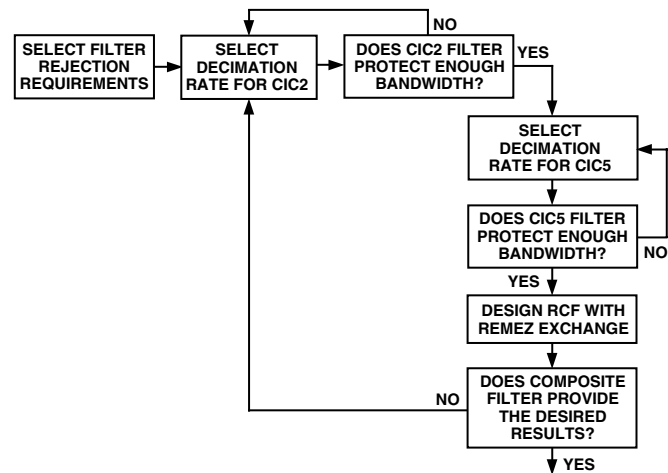 NO
SELECT FILTER
REJECTION
REQUIREMENTS
SELECT
DECIMATION
RATE FOR CIC2
DOES CIC2 FILTER
PROTECT ENOUGH
BANDWIDTH?
YES
SELECT
DECIMATION
RATE FOR CIC5
DOES CIC5 FILTER
PROTECT ENOUGH
BANDWIDTH?
NO
YES
DESIGN RCF WITH
REMEZ EXCHANGE
DOES COMPOSITE
FILTER PROVIDE
THE DESIRED
RESULTS?
NO
YES